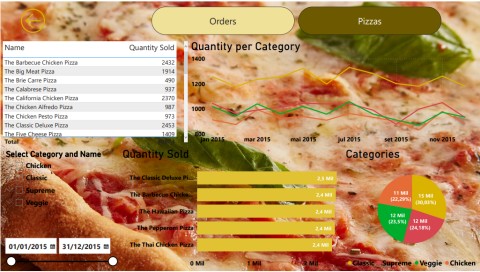 Orders
Pizzas
Name Quantity Sold
The Barbecue Chicken Pizza 2432
The Big Meat Pizza 1914
The Brie Carre Pizza 490
The Calabrese Pizza 937
The California Chicken Pizza 2370
The Chicken Alfredo Pizza 987
The Chicken Pesto Pizza 973
The Classic Deluxe Pizza 2453
The Five Cheese Pizza 1409
Total
Quantity per Category
1400
1200
1000
800
jan 2015 mar 2015 mai 2015 jul 2015 set 2015 nov 2015
Select Category and Name
Chicken
Classic
Supreme
Veggie
01/01/2015 31/12/2015
Quantity Sold
The Classic Deluxe Pi...
The Barbecue Chicke...
The Hawaiian Pizza
The Pepperoni Pizza
The Thai Chicken Pizza
2,5 Mil
2,4 Mil
2,4 Mil
2,4 Mil
2,4 Mil
0 Mil 1 Mil 2 Mil
Categories
11 Mil
(22,29%)
15 Mil
(30,03%)
12 Mil
(23,5%)
12 Mil
(24,18%)
Classic Supreme Veggie Chicken